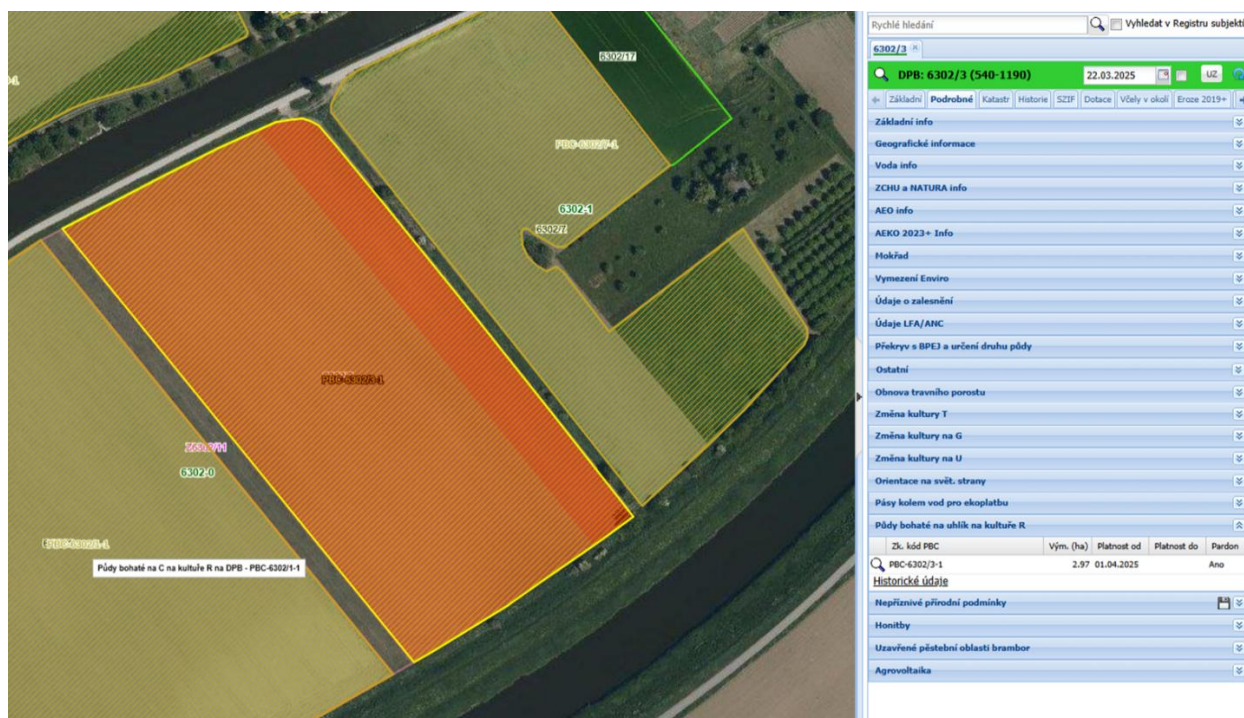 6302/17
PBC-6302/7-1
6302-1
6302/7
PBC-6302/3-1
6302-0
Půdy bohaté na C na kultuře R na DPB - PBC-6302/1-1
Rychlé hledání
Vyhledat v Registru subjektů
6302/3
DPB: 6302/3 (540-1190) 22.03.2025 UZ
Základní Podrobné Katastr Historie SZIF Dotace Včely v okolí Eroze 2019+
Základní info
Geografické informace
Voda info
ZCHU a NATURA info
AEO info
AEKO 2023+ Info
Mokřad
Vymezení Enviro
Údaje o zalesnění
Údaje LFA/ANC
Překryv s BPEJ a určení druhu půdy
Ostatní
Obnova travního porostu
Změna kultury T
Změna kultury na G
Změna kultury na U
Orientace na svět. strany
Pásy kolem vod pro ekoplatbu
Půdy bohaté na uhlík na kultuře R
Zk. kód PBC Vým. (ha) Platnost od Platnost do Pardon
PBC-6302/3-1 2.97 01.04.2025 Ano
Historické údaje
Nepříznivé přírodní podmínky
Honitby
Uzavřené pěstební oblasti brambor
Agrovoltaika